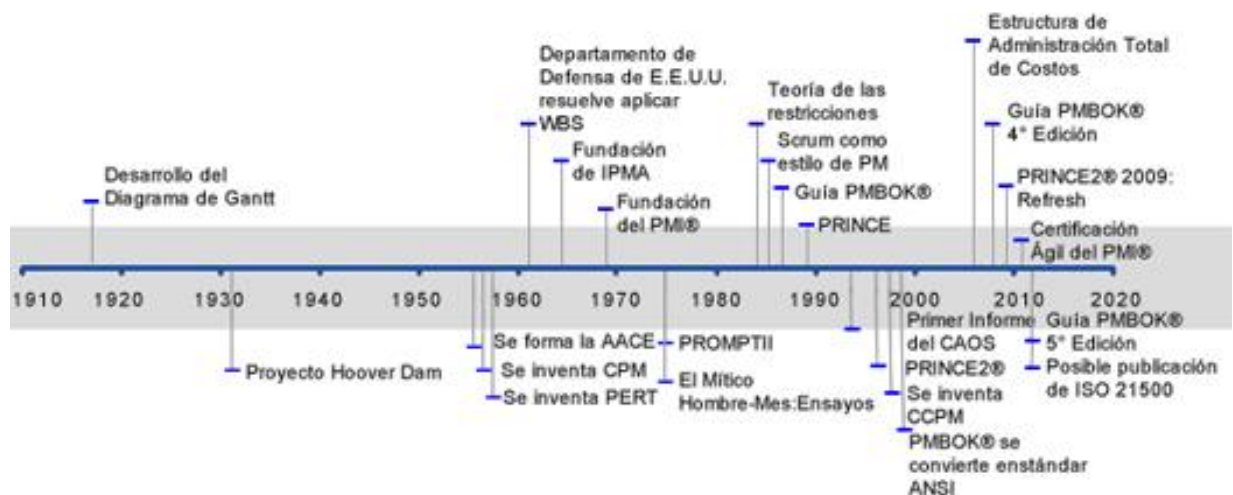 Estructura de
Administración Total
de Costos
Departamento de
Defensa de E.E.U.U.
resuelve aplicar
WBS
Teoría de las
restricciones
Guía PMBOK®
4° Edición
Scrum como
estilo de PM
Fundación
de IPMA
Desarrollo del
Diagrama de Gantt
PRINCE2® 2009:
Refresh
Guía PMBOK®
Fundación
del PMI®
PRINCE
Certificación
Ágil del PMI®
1910 1920 1930 1940 1950 1960 1970 1980 1990 2000 2010 2020
Proyecto Hoover Dam
Se forma la AACE
Se inventa CPM
Se inventa PERT
PROMPTII
El Mítico
Hombre-Mes:Ensayos
Primer Informe
del CAOS
PRINCE2®
Se inventa
CCPM
PMBOK® se
convierte enstándar
ANSI
Guía PMBOK®
5° Edición
Posible publicación
de ISO 21500